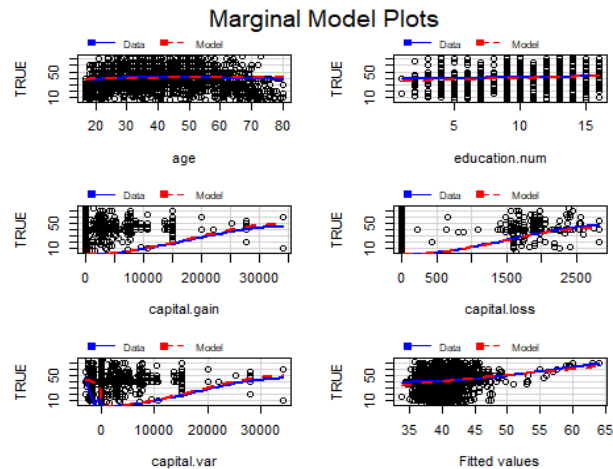 Marginal Model Plots
Data Model Data Model
TRUE 10 50 TRUE 10 50
20 30 40 50 60 70 80 5 10 15
age education.num
Data Model Data Model
TRUE 10 50 TRUE 10 50
0 10000 20000 30000 0 500 1500 2500
capital.gain capital.loss
Data Model Data Model
TRUE 10 50 TRUE 10 50
0 10000 20000 30000 35 40 45 50 55 60 65
capital.var Fitted values